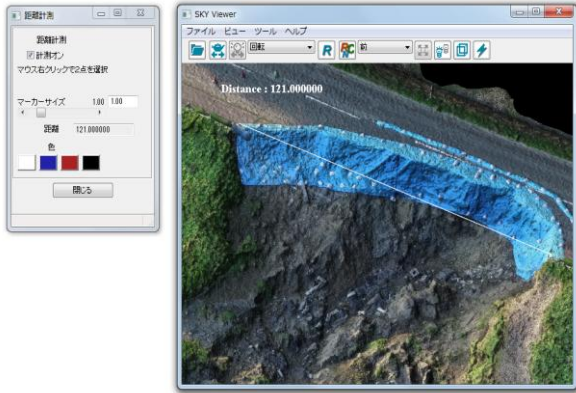 距離計測
距離計測
計測オン
マウス右クリックで2点を選択
マーカーサイズ 1.00 1.00
距離 121.000000
色
閉じる
SKY Viewer
ファイル ビュー ツール ヘルプ
回転 R 前
Distance : 121.000000